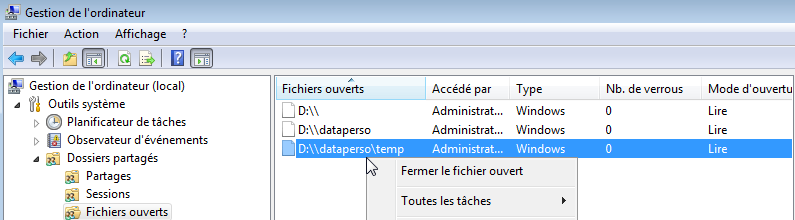 Gestion de l'ordinateur
Fichier Action Affichage ?
Gestion de l'ordinateur (local)
Outils système
Planificateur de tâches
Observateur d'événements
Dossiers partagés
Partages
Sessions
Fichiers ouverts
Fichiers ouverts Accédé par Type Nb. de verrous Mode d'ouvertu
D:\\ Administrat... Windows 0 Lire
D:\\dataperso Administrat... Windows 0 Lire
D:\\dataperso\temp Administrat... Windows 0 Lire
Fermer le fichier ouvert
Toutes les tâches